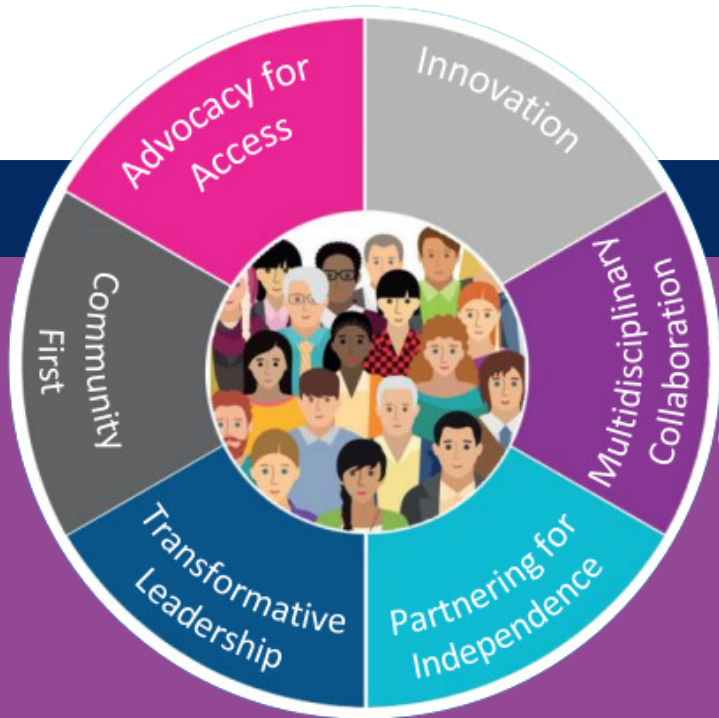 Advocacy for
Access
Innovation
Multidisciplinary
Collaboration
Partnering for
Independence
Transformative
Leadership
Community
First